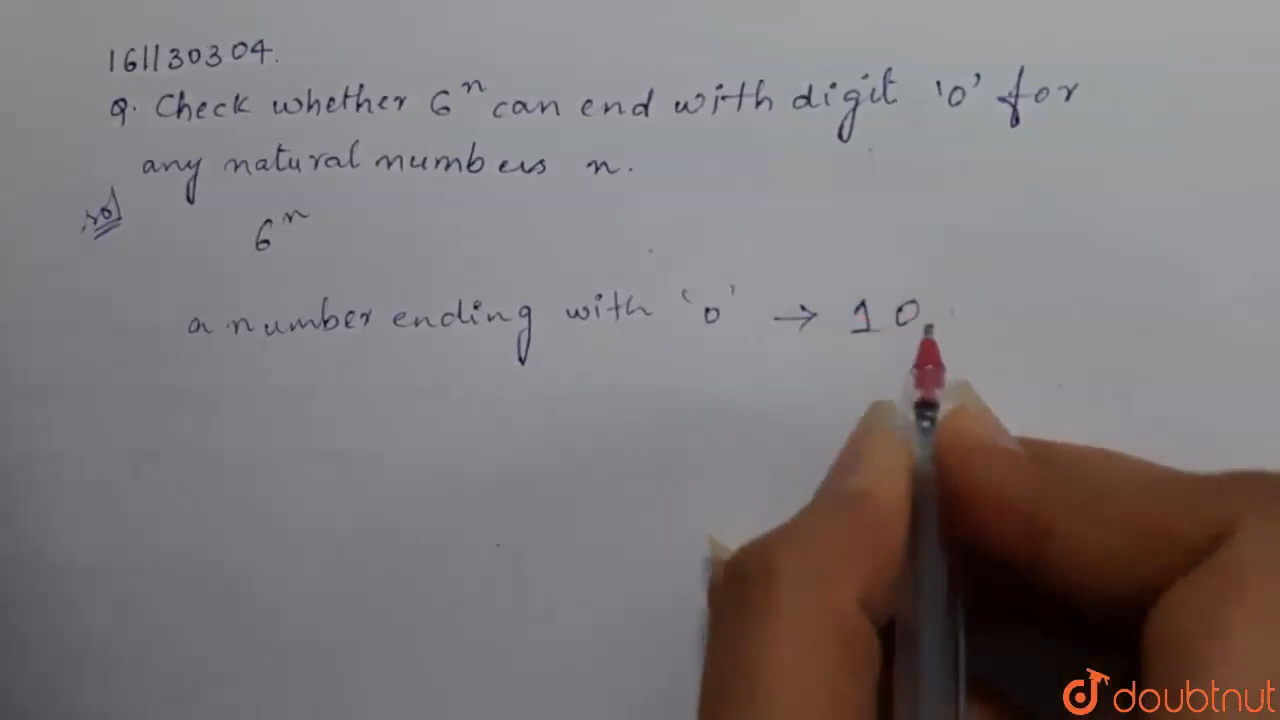 161130304.
Q. Check whether 6ⁿ can end with digit '0' for
any natural numbers n.
Sol
6ⁿ
a number ending with '0' → 10
doubtnut